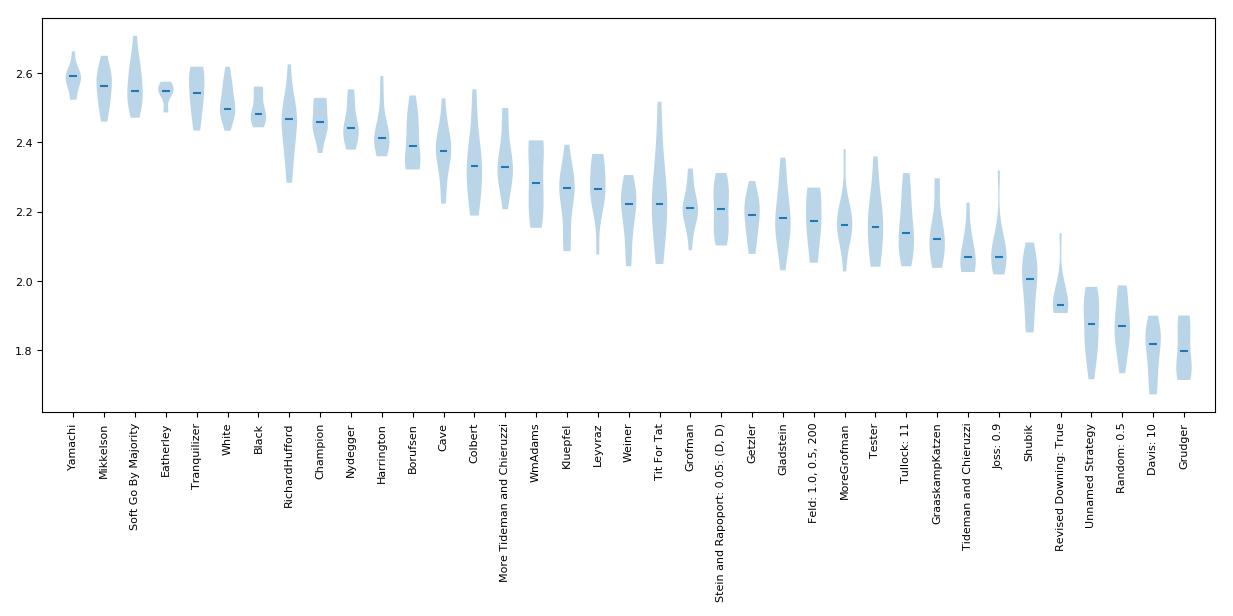 2.6
2.4
2.2
2.0
1.8
Yamachi
Mikkelson
Soft Go By Majority
Eatherley
Tranquilizer
White
Black
RichardHufford
Champion
Nydegger
Harrington
Borufsen
Cave
Colbert
More Tideman and Chieruzzi
WmAdams
Kluepfel
Leyvraz
Weiner
Tit For Tat
Grofman
Stein and Rapoport: 0.05: (D, D)
Getzler
Gladstein
Feld: 1.0, 0.5, 200
MoreGrofman
Tester
Tullock: 11
GraaskampKatzen
Tideman and Chieruzzi
Joss: 0.9
Shubik
Revised Downing: True
Unnamed Strategy
Random: 0.5
Davis: 10
Grudger